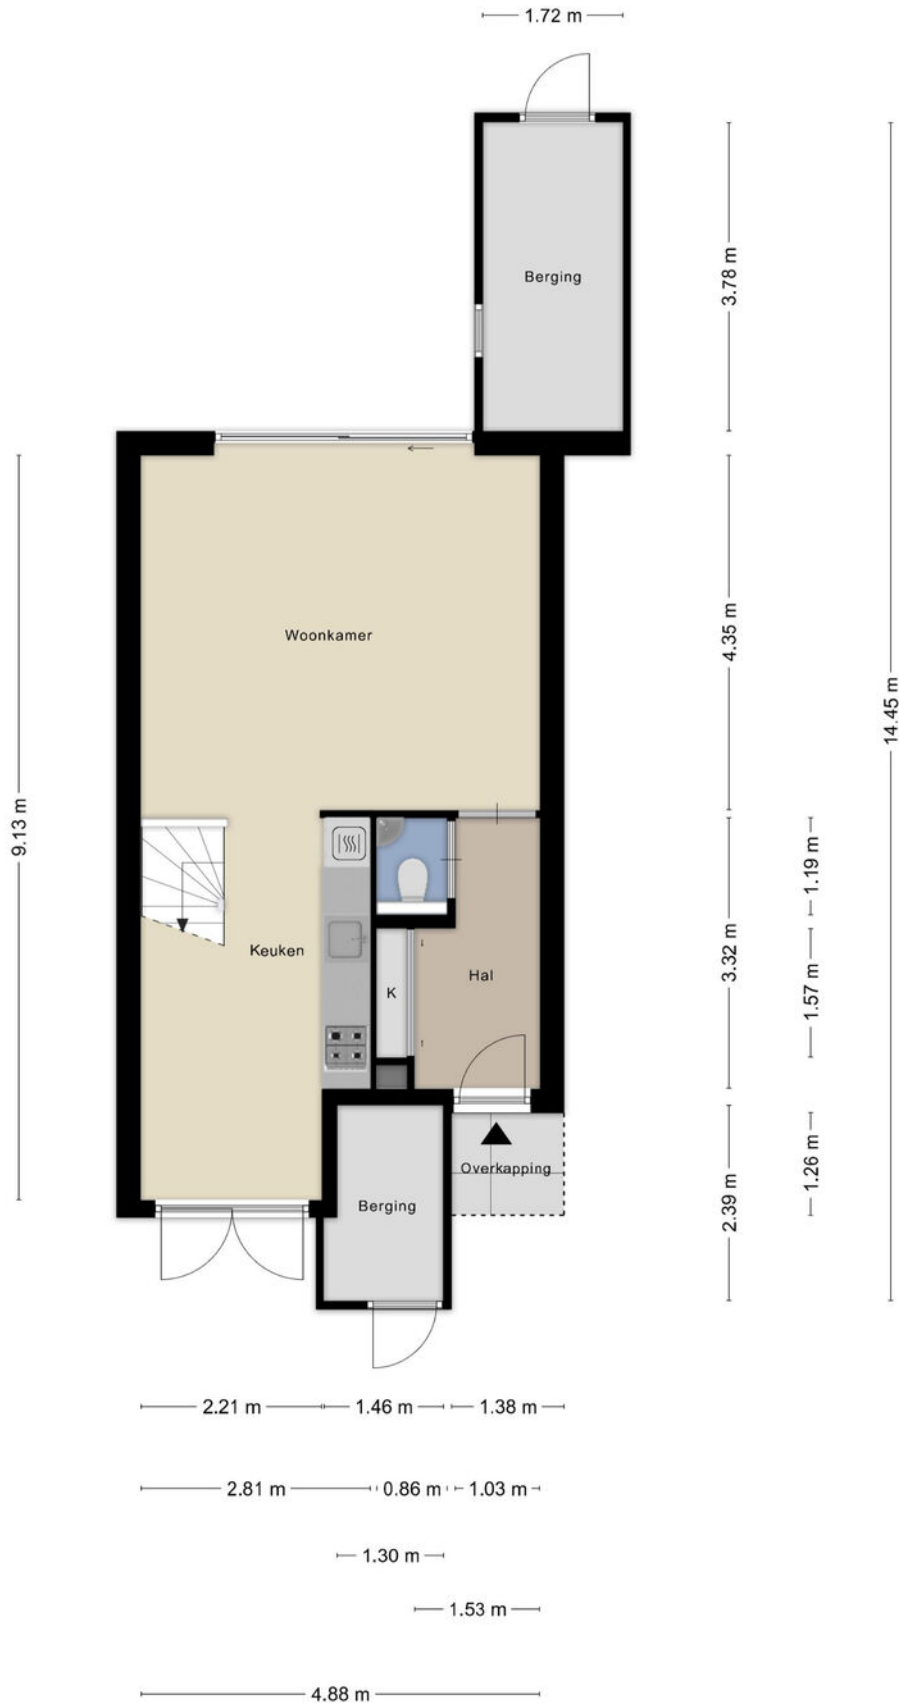 1.72 m
3.78 m
Berging
4.35 m
Woonkamer
14.45 m
9.13 m
1.19 m
3.32 m
Keuken
Hal
K
1.57 m
Overkapping
1.26 m
2.39 m
Berging
2.21 m
1.46 m
1.38 m
2.81 m
0.86 m
1.03 m
1.30 m
1.53 m
4.88 m